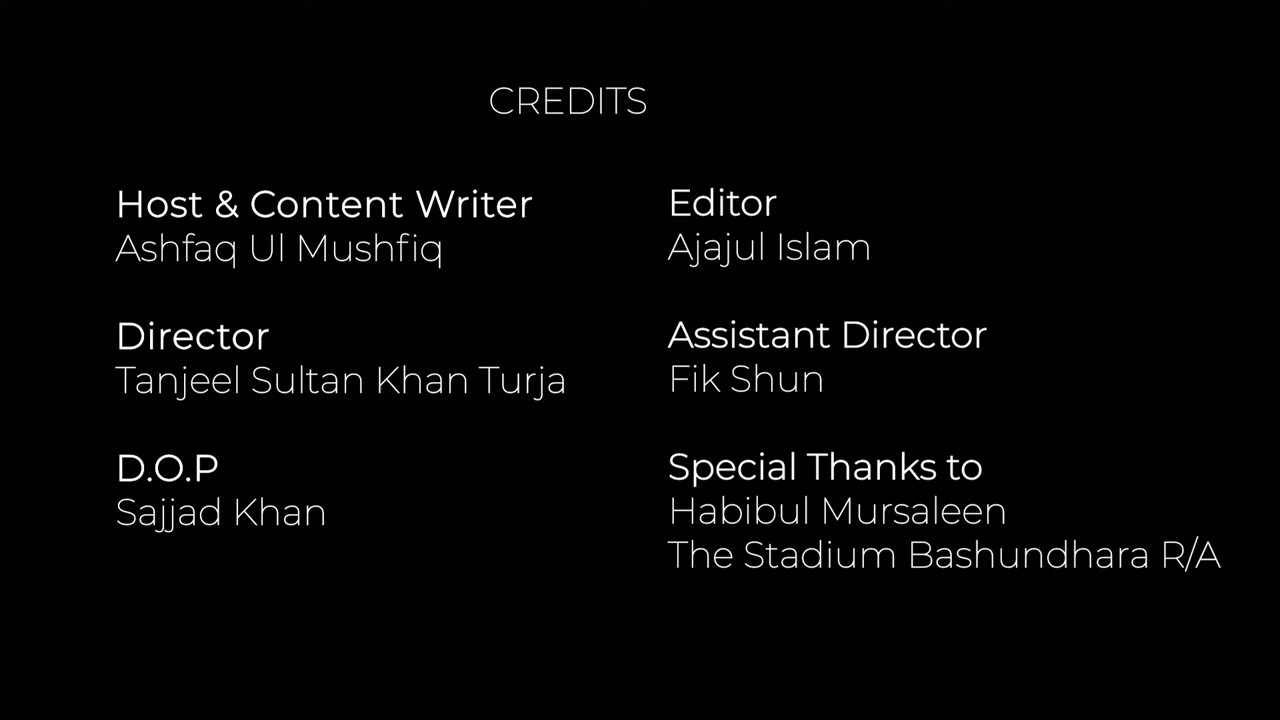 CREDITS
Host & Content Writer
Ashfaq Ul Mushfiq
Director
Tanjeel Sultan Khan Turja
D.O.P
Sajjad Khan
Editor
Ajajul Islam
Assistant Director
Fik Shun
Special Thanks to
Habibul Mursaleen
The Stadium Bashundhara R/A